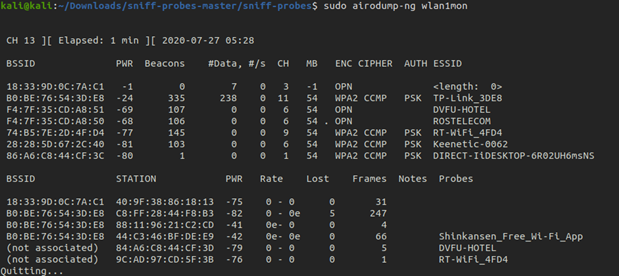 kali@kali:~/Downloads/sniff-probes-master/sniff-probes$ sudo airodump-ng wlan1mon
CH 13 ][ Elapsed: 1 min ][ 2020-07-27 05:28
BSSID PWR Beacons #Data, #/s CH MB ENC CIPHER AUTH ESSID
18:33:9D:0C:7A:C1 -1 0 7 0 3 -1 OPN <length: 0>
B0:BE:76:54:3D:E8 -24 335 238 0 11 54 WPA2 CCMP PSK TP-Link_3DE8
F4:7F:35:CD:A8:51 -69 107 0 0 6 54 OPN DVFU-HOTEL
F4:7F:35:CD:A8:50 -68 106 0 0 6 54 . OPN ROSTELECOM
74:B5:7E:2D:4F:D4 -77 145 0 0 9 54 WPA2 CCMP PSK RT-WiFi_4FD4
28:28:5D:67:2C:40 -81 103 0 0 6 54 WPA2 CCMP PSK Keenetic-0062
86:A6:C8:44:CF:3C -80 1 0 0 1 54 WPA2 CCMP PSK DIRECT-IiDESKTOP-6R02UH6msNS
BSSID STATION PWR Rate Lost Frames Notes Probes
18:33:9D:0C:7A:C1 40:9F:38:86:18:13 -75 0 - 0 0 31
B0:BE:76:54:3D:E8 C8:FF:28:44:F8:B3 -82 0 - 0e 5 247
B0:BE:76:54:3D:E8 88:11:96:21:C2:CD -41 0e- 0 0 4
B0:BE:76:54:3D:E8 44:C3:46:BF:DE:E9 -42 0e- 0e 0 66 Shinkansen_Free_Wi-Fi_App
(not associated) 84:A6:C8:44:CF:3D -79 0 - 0 0 5 DVFU-HOTEL
(not associated) 9C:AD:97:CD:5F:3B -76 0 - 0 0 1 RT-WiFi_4FD4
Quitting...